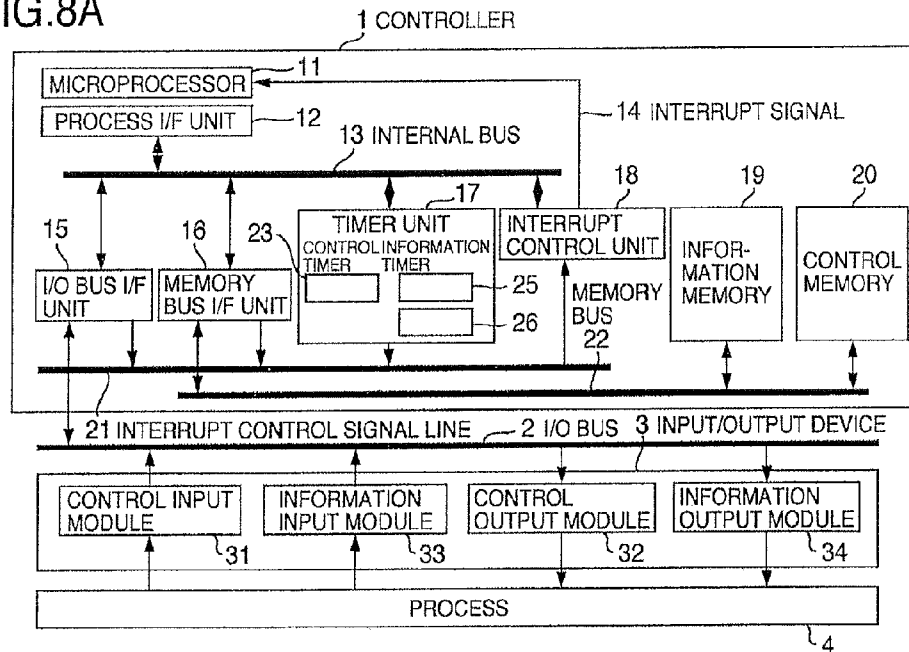 IG.8A
1 CONTROLLER
MICROPROCESSOR
11
PROCESS I/F UNIT
12
14 INTERRUPT SIGNAL
13 INTERNAL BUS
15
I/O BUS I/F
UNIT
16
MEMORY
BUS I/F UNIT
17
TIMER UNIT
23
CONTROL
TIMER
INFORMATION
TIMER
25
26
18
INTERRUPT
CONTROL UNIT
19
INFOR-
MATION
MEMORY
20
CONTROL
MEMORY
MEMORY
BUS
22
21 INTERRUPT CONTROL SIGNAL LINE
2 I/O BUS
3 INPUT/OUTPUT DEVICE
CONTROL INPUT
MODULE
31
INFORMATION
INPUT MODULE
33
CONTROL
OUTPUT MODULE
32
INFORMATION
OUTPUT MODULE
34
PROCESS
4